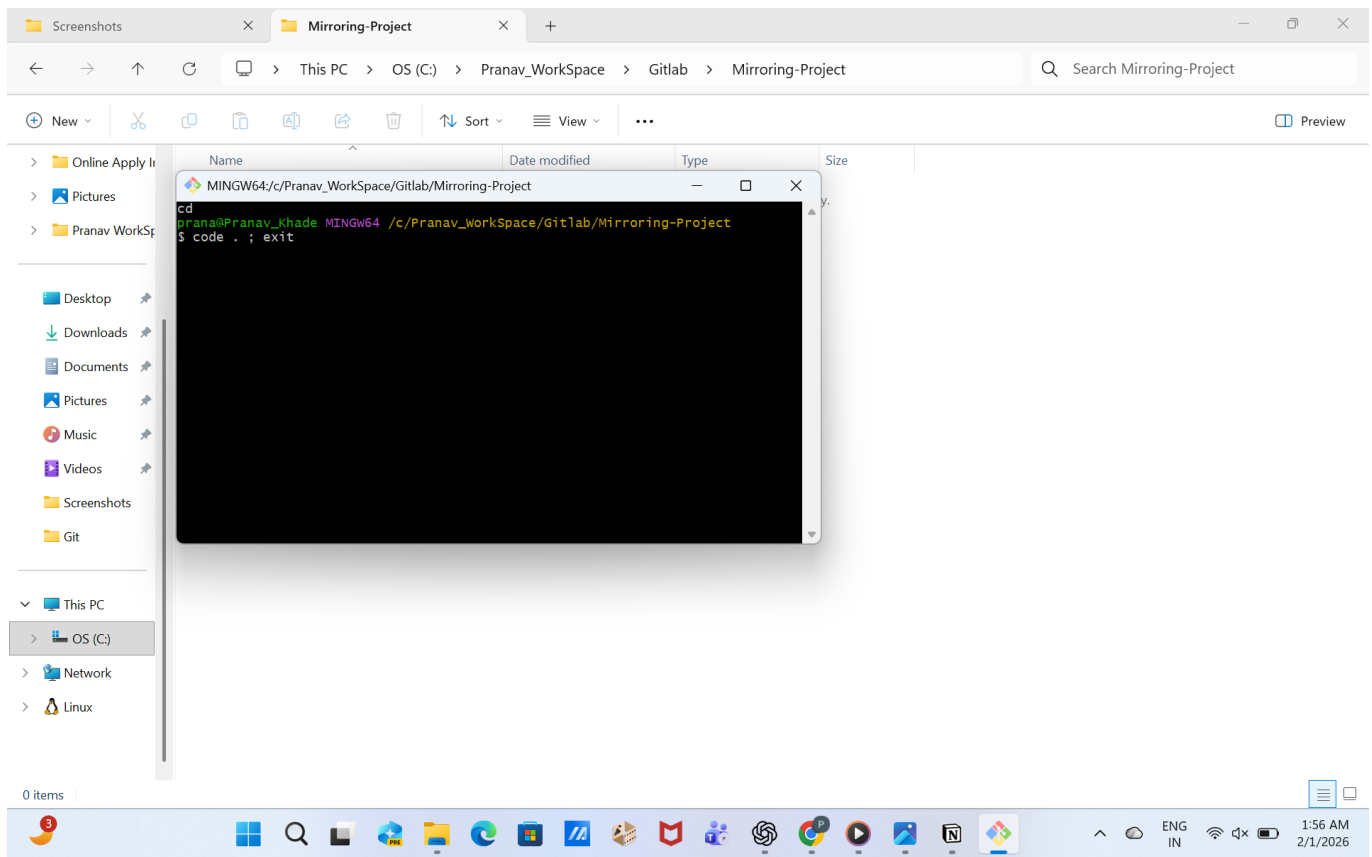 Screenshots
Mirroring-Project
This PC > OS (C:) > Pranav_WorkSpace > Gitlab > Mirroring-Project
Search Mirroring-Project
New
Sort
View
Preview
Name
Date modified
Type
Size
Online Apply I
Pictures
Pranav WorkSp
Desktop
Downloads
Documents
Pictures
Music
Videos
Screenshots
Git
This PC
OS (C:)
Network
Linux
y.
MINGW64:/c/Pranav_WorkSpace/Gitlab/Mirroring-Project
cd
prana@Pranav_Khade MINGW64 /c/Pranav_WorkSpace/Gitlab/Mirroring-Project
$ code . ; exit
0 items
3
PRE
P
ENG
IN
1:56 AM
2/1/2026